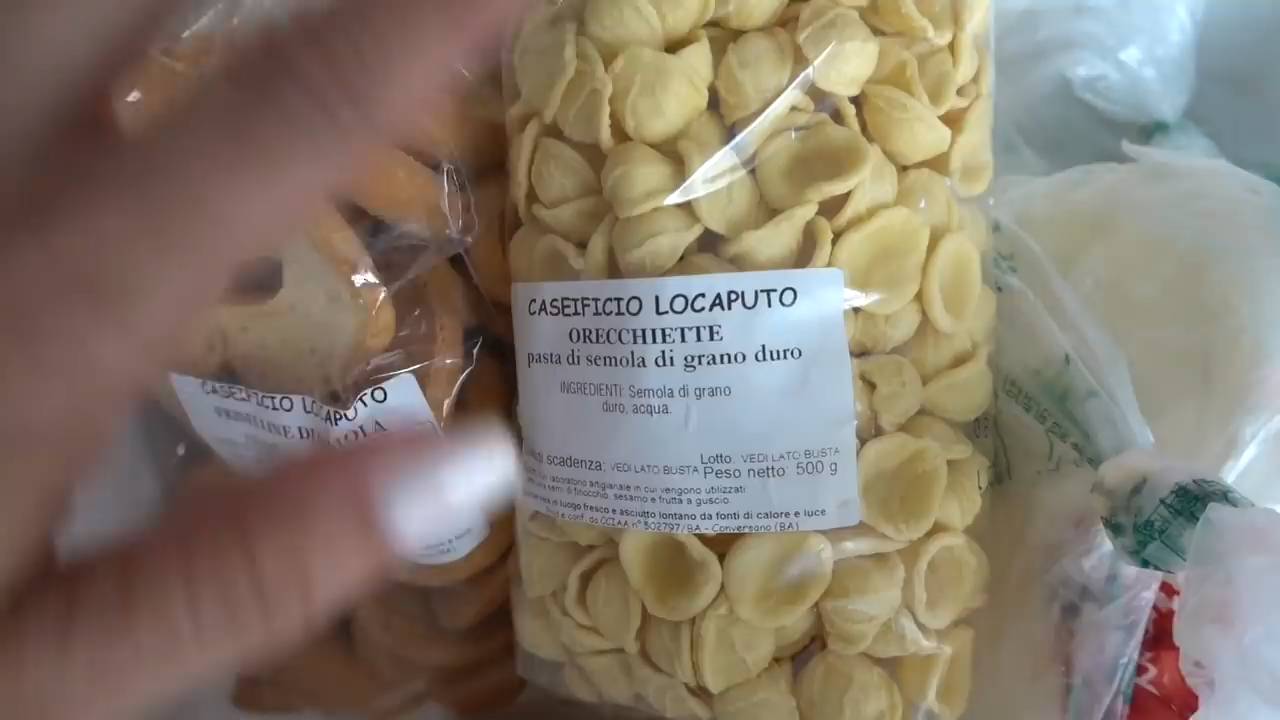 CASEIFICIO LOCAPUTO
ORECCHIETTE
pasta di semola di grano duro
INGREDIENTI: Semola di grano
duro, acqua.
scadenza: VEDI LATO BUSTA
Lotto. VEDI LATO BUSTA
Peso netto: 500 g
laboratorio artigianale in cui vengono utilizzati
semi di finocchio, sesamo e frutta a guscio.
luogo fresco e asciutto lontano da fonti di calore e luce
e conf. da CCIAA n° 502797/BA - Conversano (BA)
CASEIFICIO LOCAPUTO